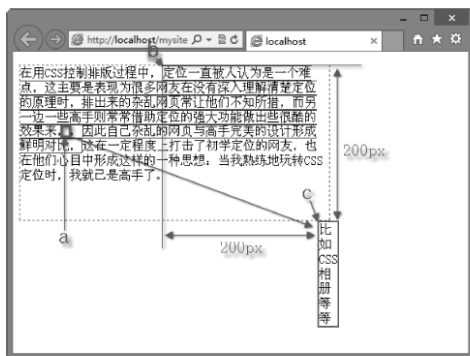 http://localhost/mysite
localhost
b
在用CSS控制排版过程中，定位一直被人认为是一个难
点，这主要是表现为很多网友在没有深入理解清楚定位
的原理时，排出来的杂乱网页常让他们不知所措，而另
一边一些高手则常常借助定位的强大功能做出些很酷的
效果来，因此自己杂乱的网页与高手完美的设计形成
鲜明对比，这在一定程度上打击了初学定位的网友，也
在他们心目中形成这样的一种思想：当我熟练地玩转CSS
定位时，我就已是高手了。
200px
c
a
200px
比
如
CSS
相
册
等
等